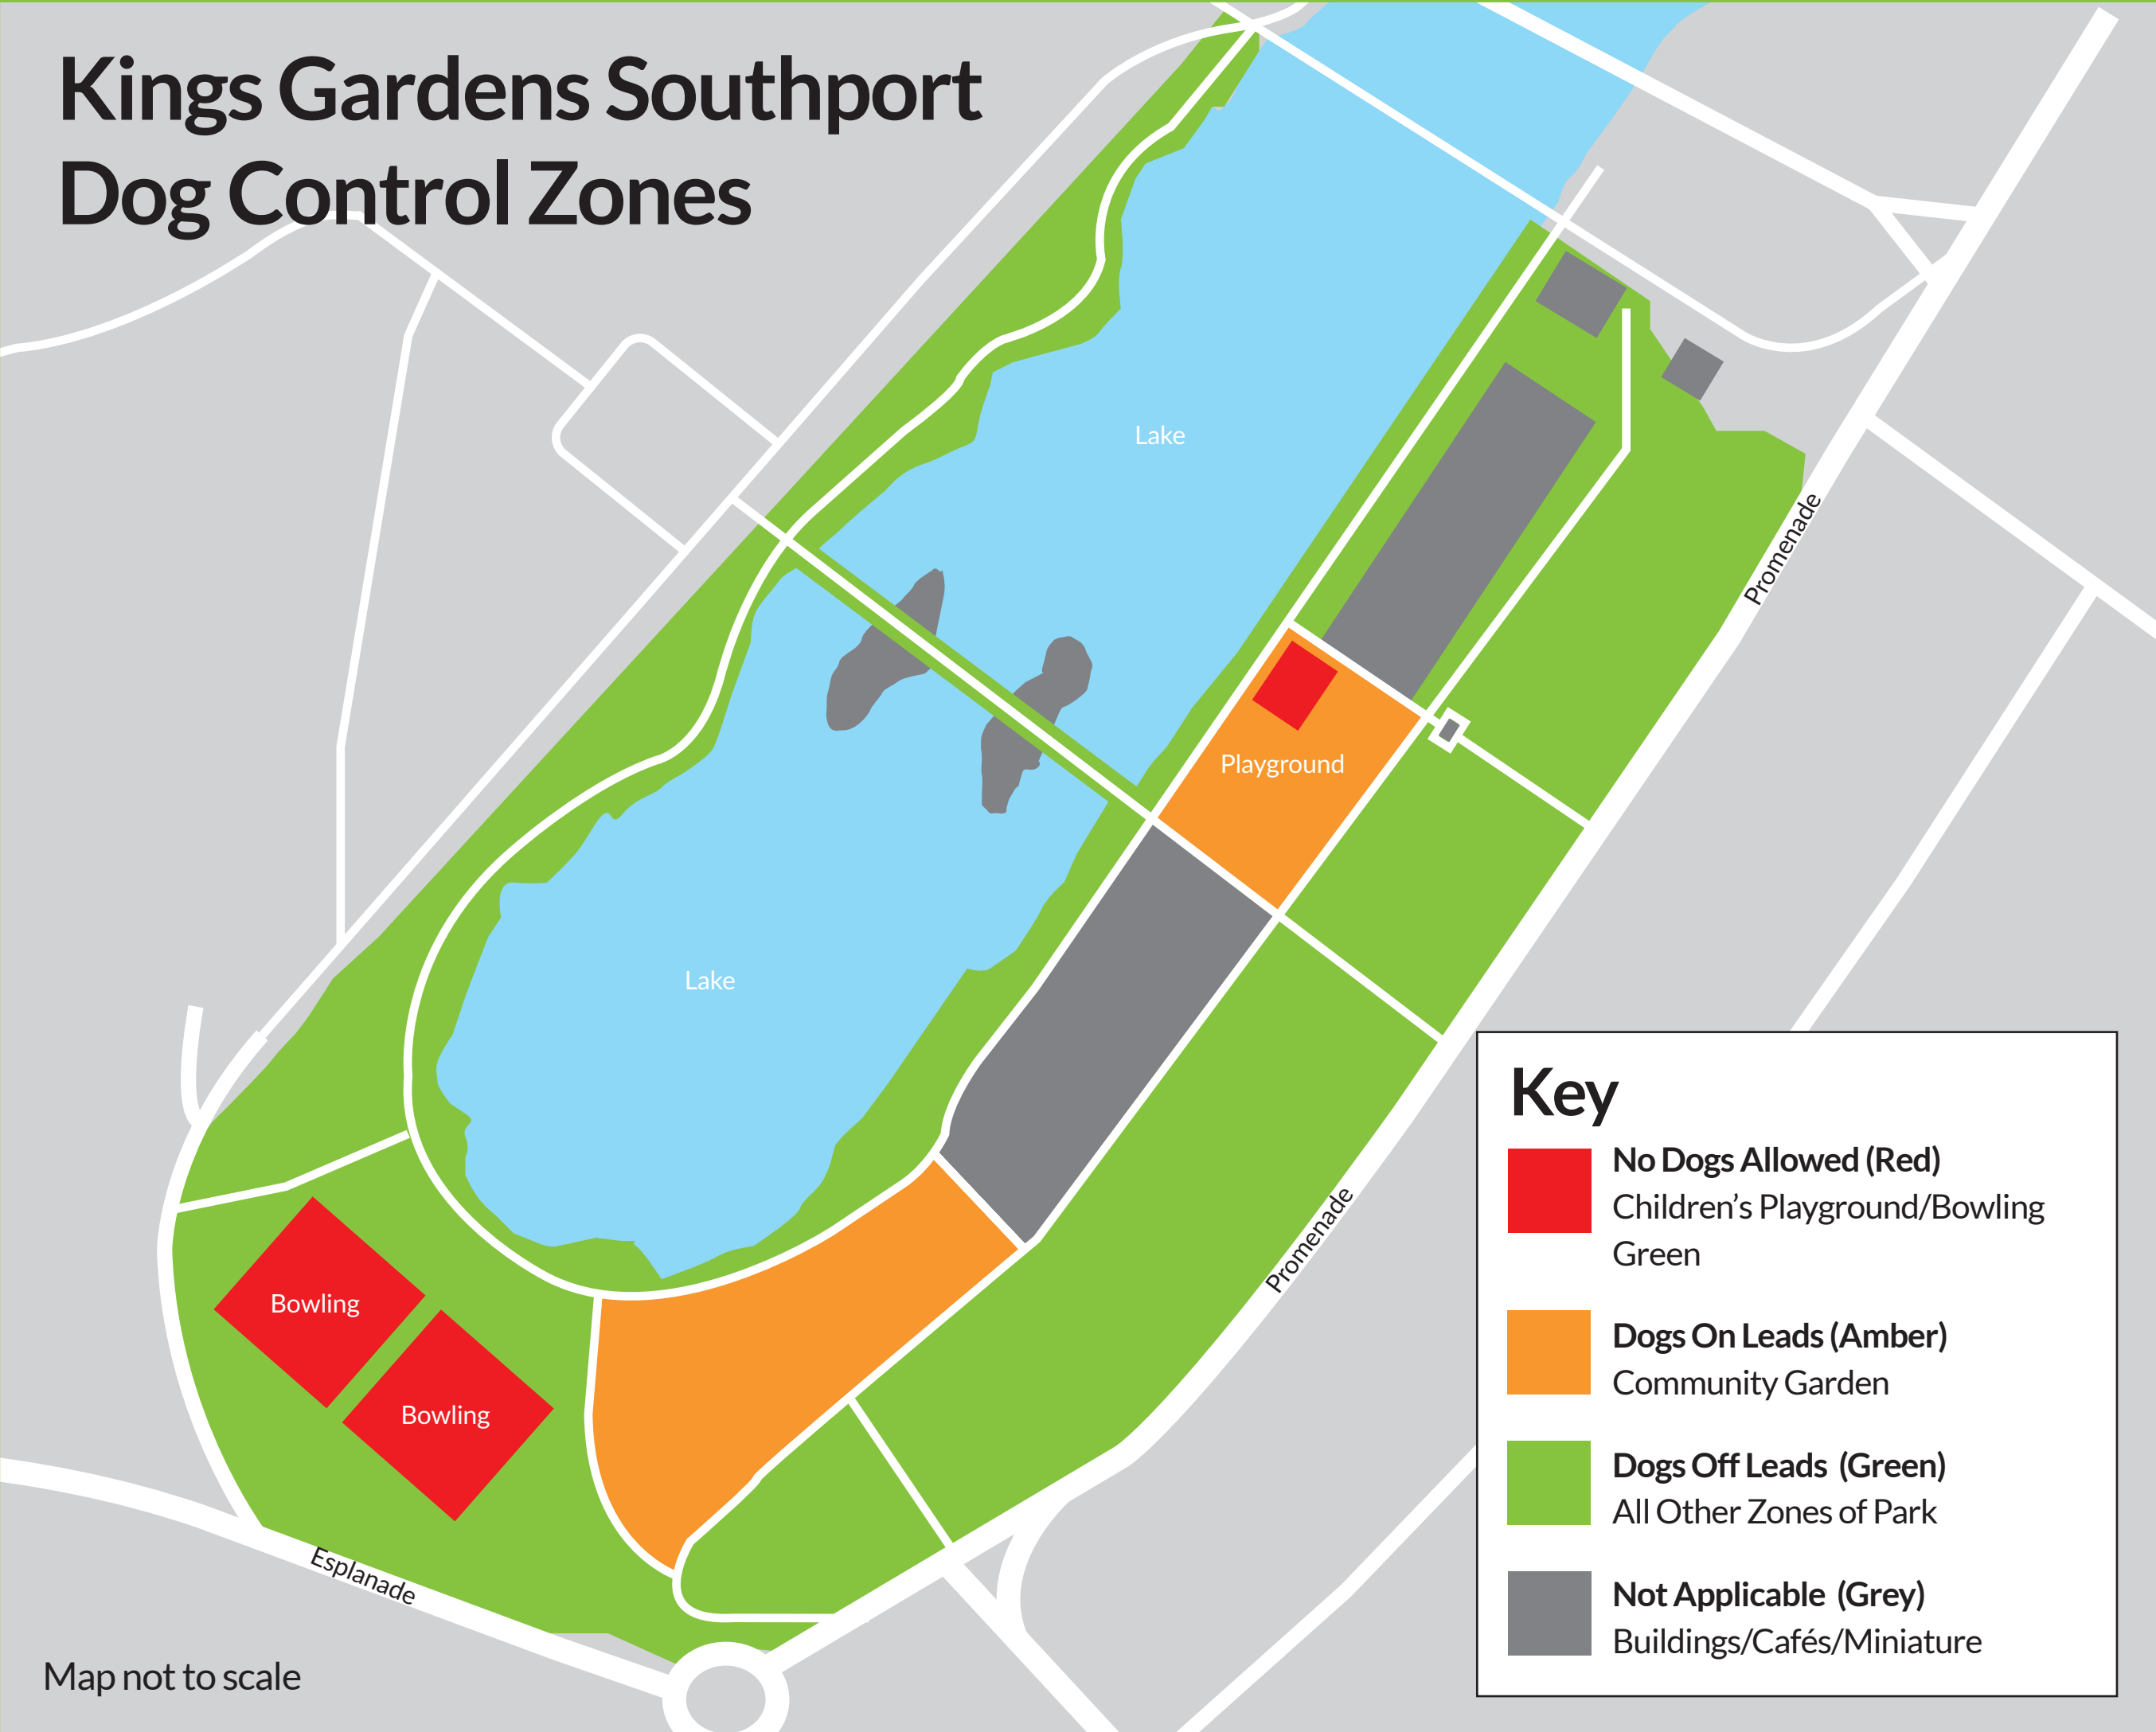 Kings Gardens Southport
Dog Control Zones
Lake
Promenade
Playground
Lake
Promenade
Bowling
Bowling
Esplanade
Map not to scale
Key
No Dogs Allowed (Red)
Children’s Playground/Bowling
Green
Dogs On Leads (Amber)
Community Garden
Dogs Off Leads (Green)
All Other Zones of Park
Not Applicable (Grey)
Buildings/Cafés/Miniature